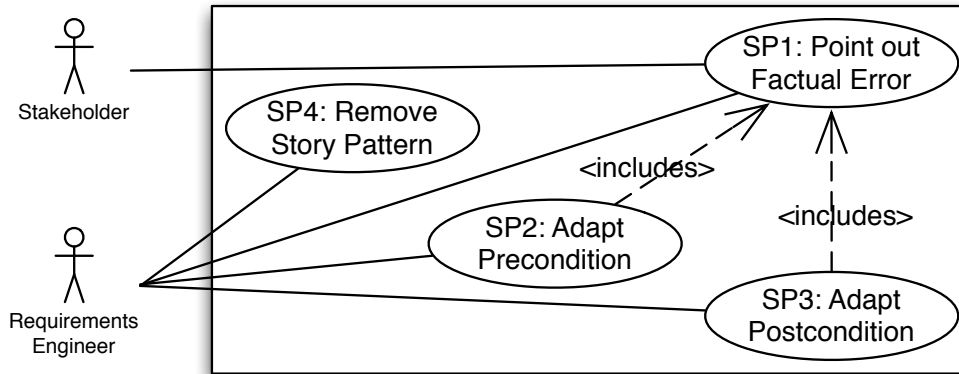 SP1: Point out
Factual Error
Stakeholder
SP4: Remove
Story Pattern
<includes>
SP2: Adapt
Precondition
<includes>
SP3: Adapt
Postcondition
Requirements
Engineer